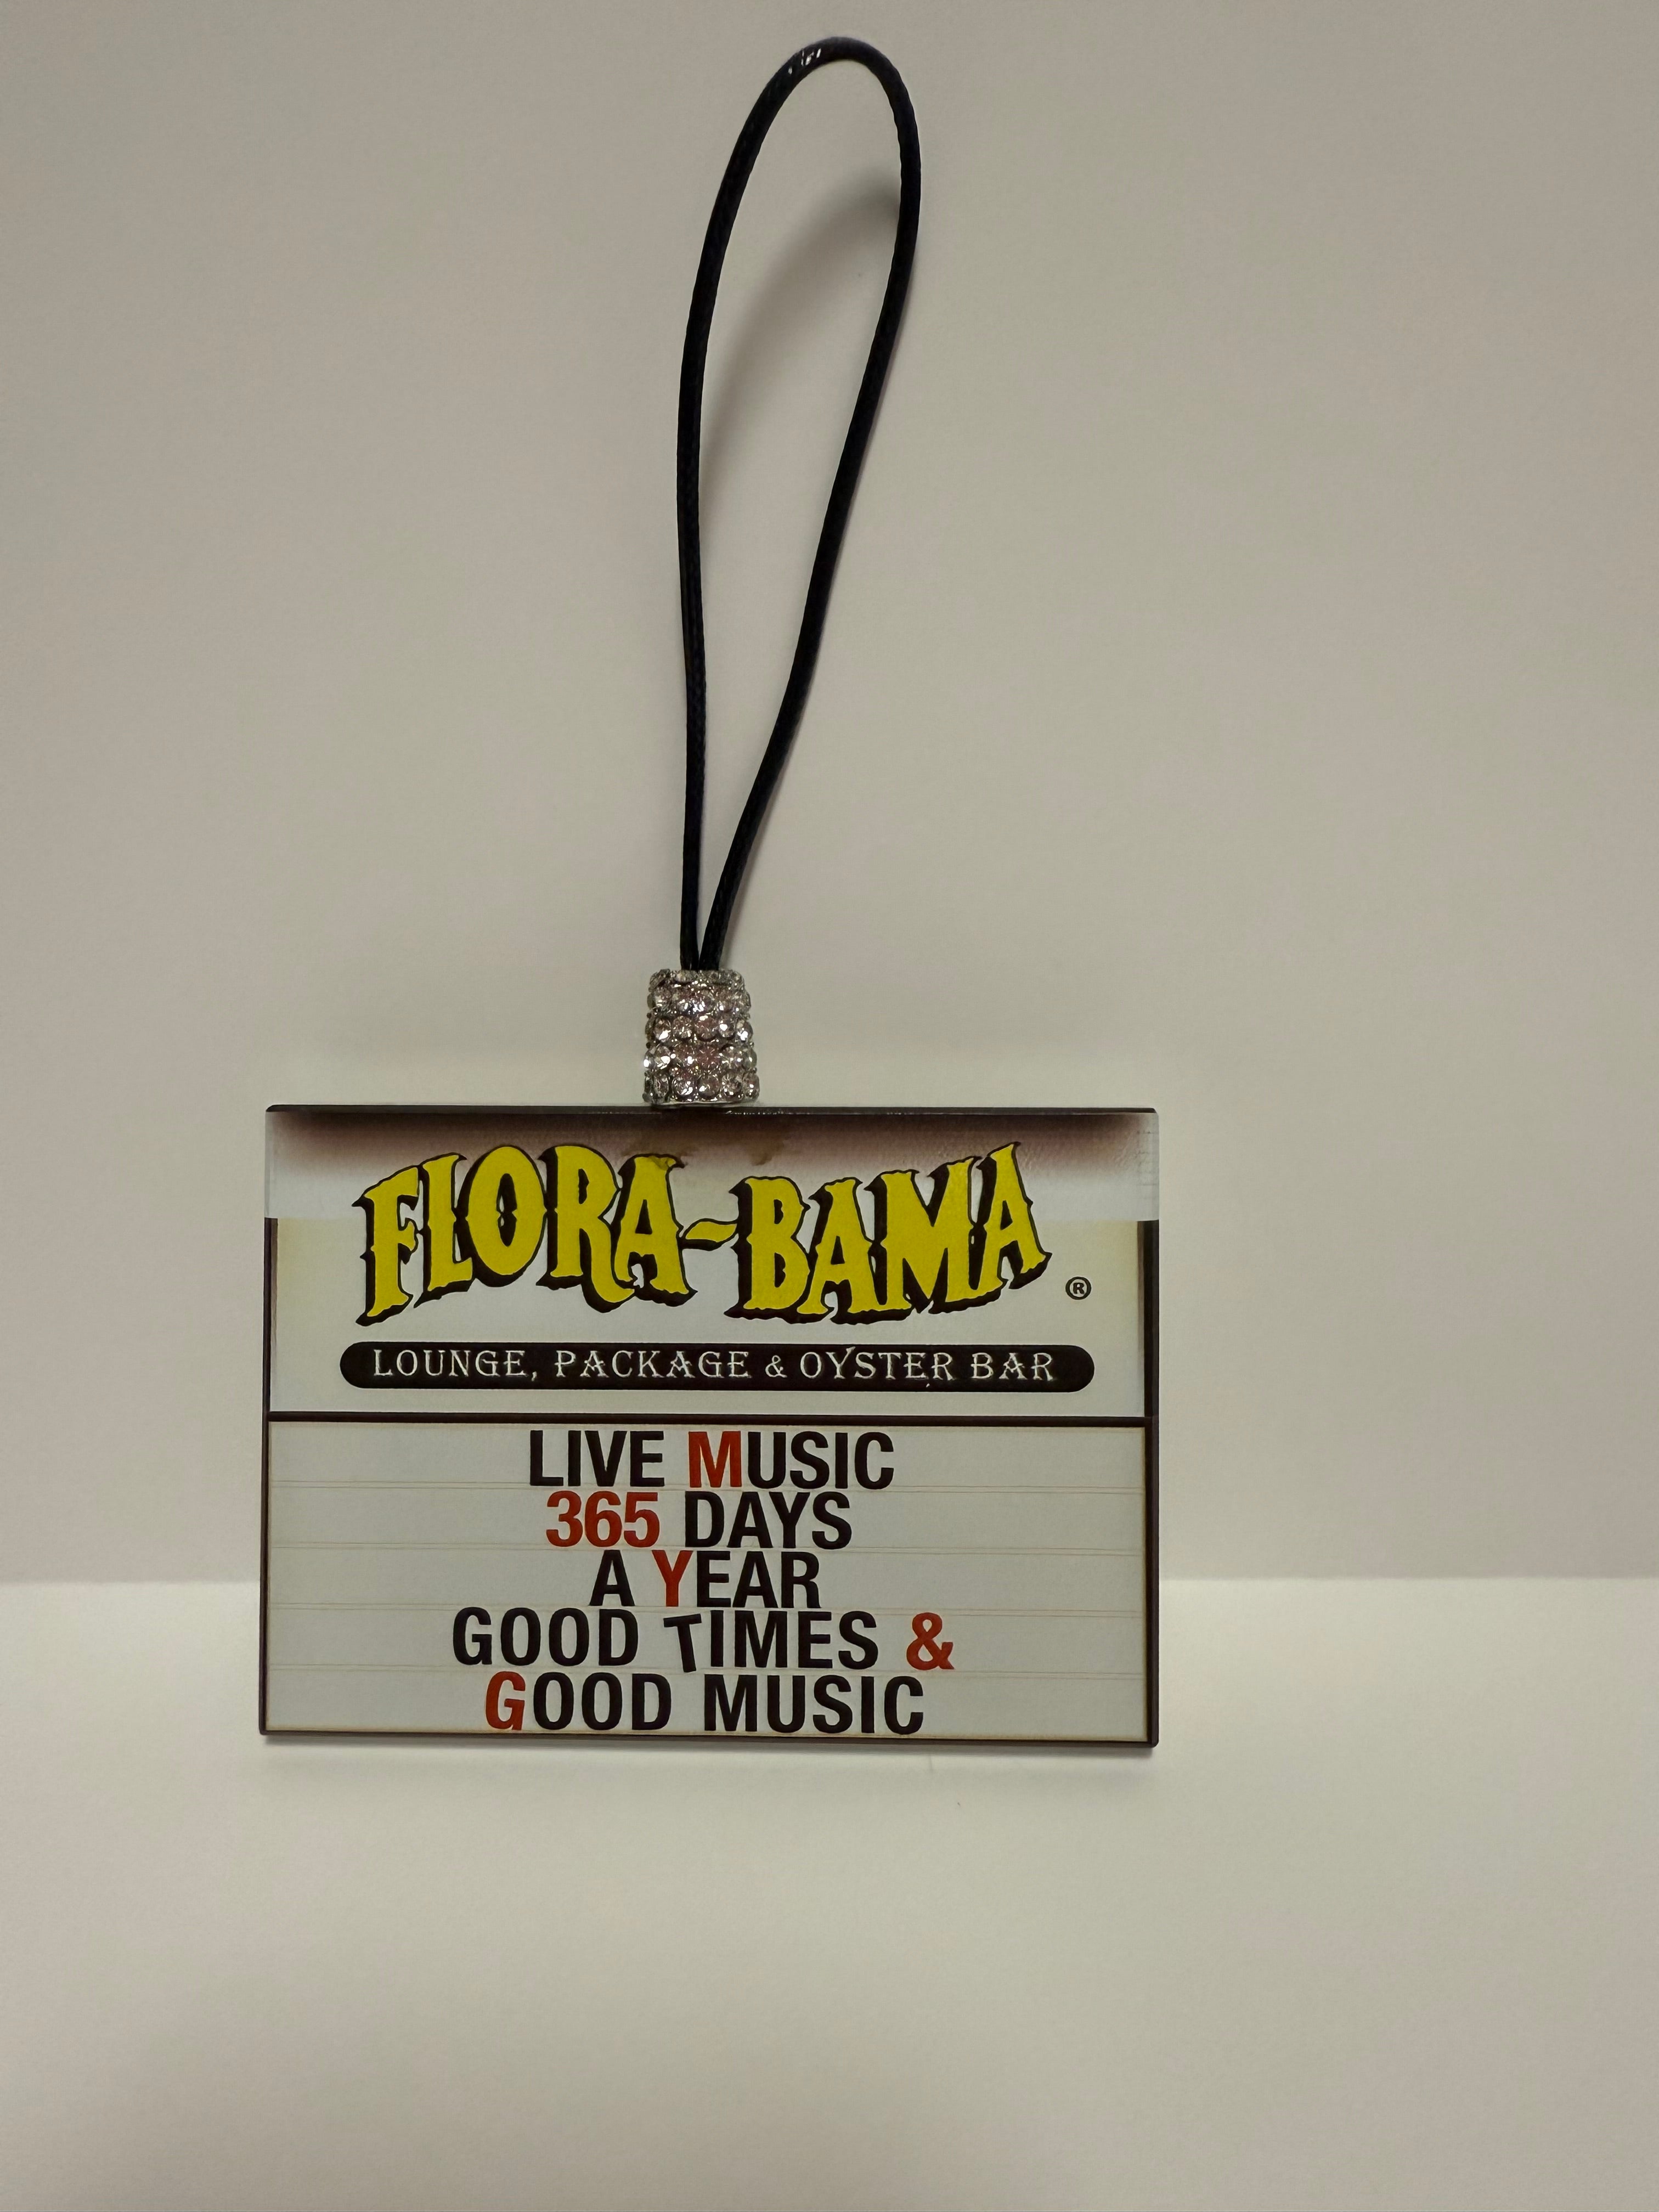 FLORA-BAMA ®
LOUNGE, PACKAGE & OYSTER BAR
LIVE MUSIC
365 DAYS
A YEAR
GOOD TIMES &
GOOD MUSIC